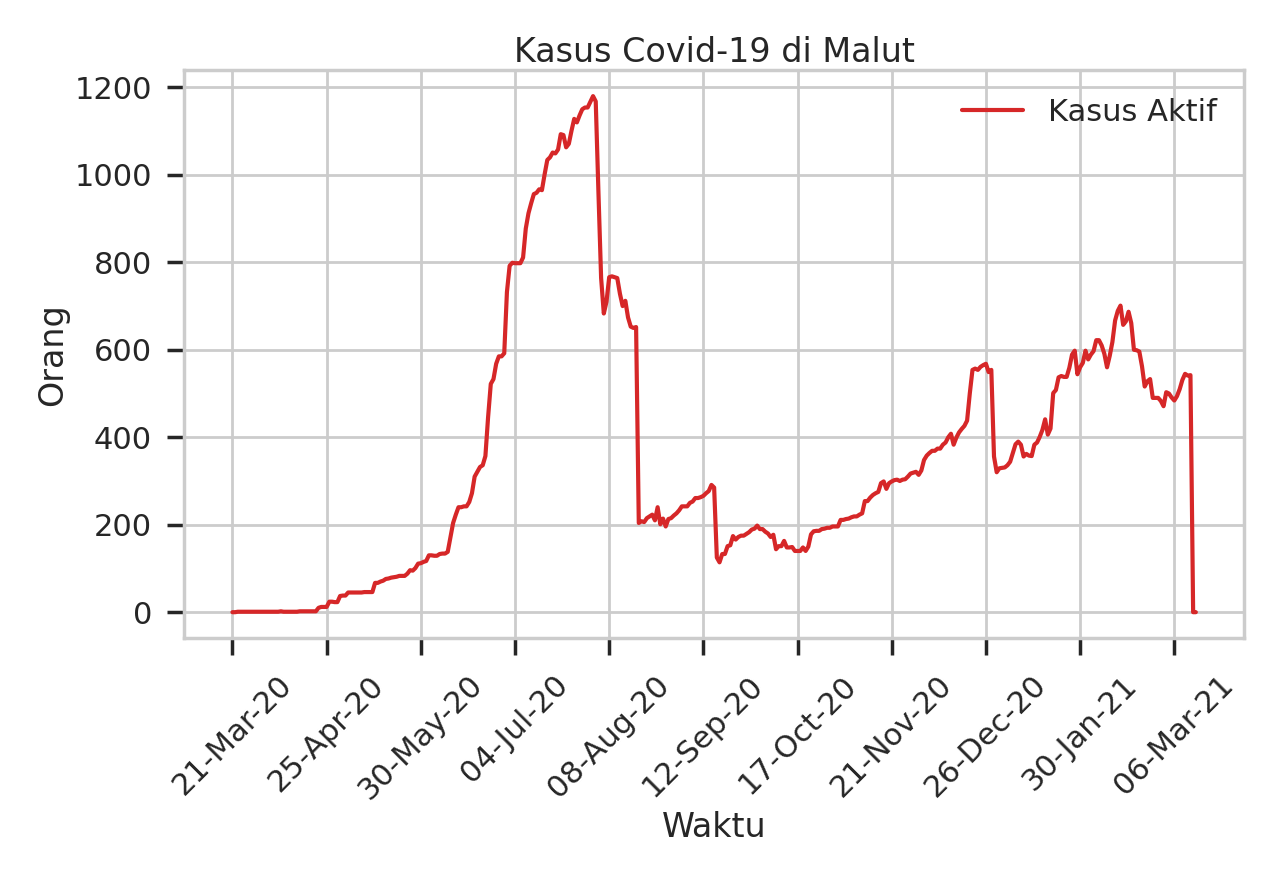 Kasus Covid-19 di Malut
Kasus Aktif
Orang
1200
1000
800
600
400
200
0
21-Mar-20
25-Apr-20
30-May-20
04-Jul-20
08-Aug-20
12-Sep-20
17-Oct-20
21-Nov-20
26-Dec-20
30-Jan-21
06-Mar-21
Waktu